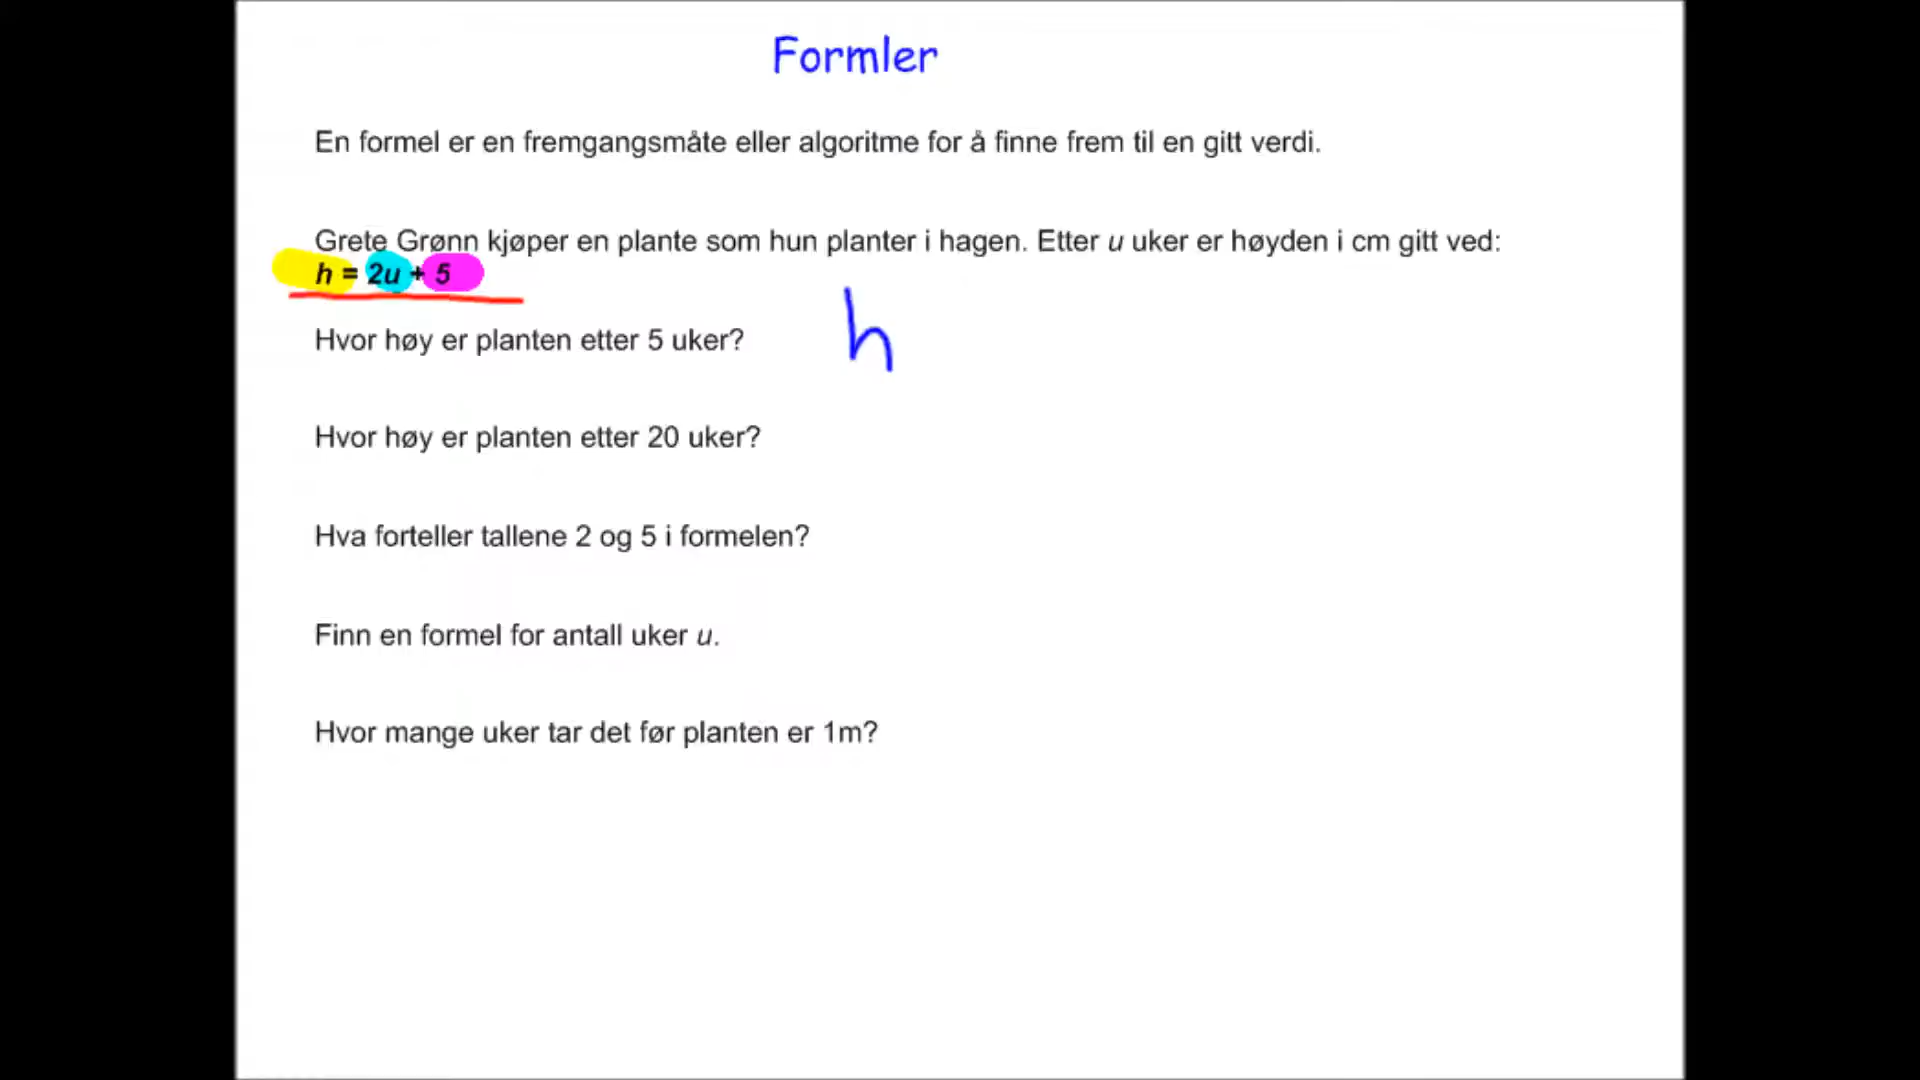 Formler
En formel er en fremgangsmåte eller algoritme for å finne frem til en gitt verdi.
Grete Grønn kjøper en plante som hun planter i hagen. Etter u uker er høyden i cm gitt ved:
h = 2u + 5
Hvor høy er planten etter 5 uker? h
Hvor høy er planten etter 20 uker?
Hva forteller tallene 2 og 5 i formelen?
Finn en formel for antall uker u.
Hvor mange uker tar det før planten er 1m?